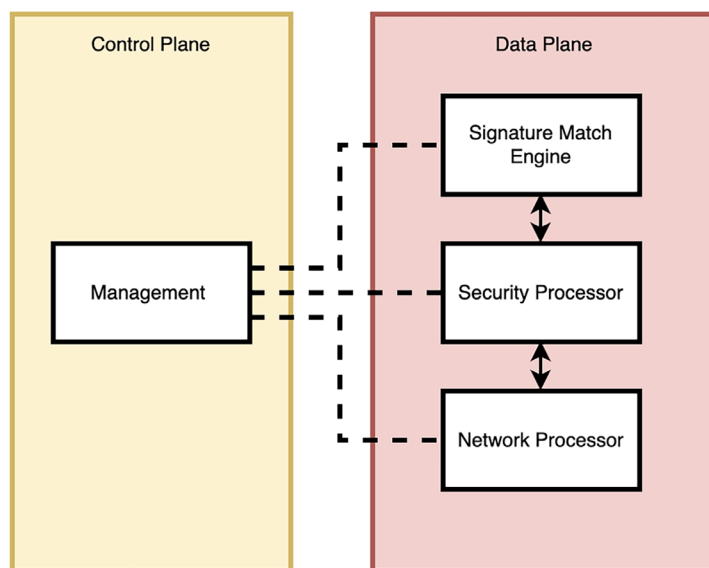 Control Plane
Data Plane
Signature Match
Engine
Management
Security Processor
Network Processor